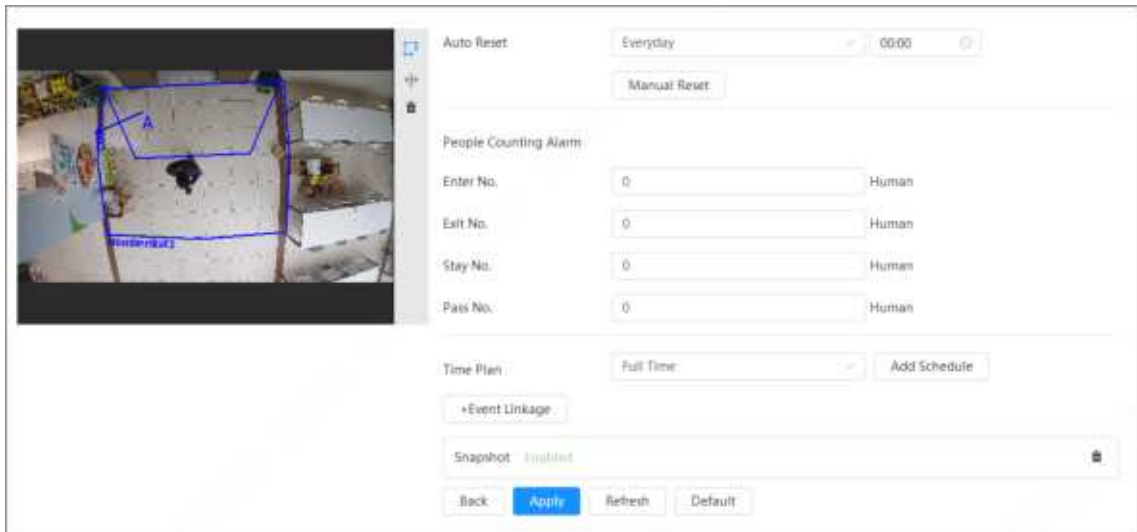 Auto Reset Everyday 00:00
Manual Reset
A
People Counting Alarm
Enter No. 0 Human
Exit No. 0 Human
Stay No. 0 Human
Pass No. 0 Human
Time Plan Full Time Add Schedule
+Event Linkage
Snapshot Enabled
Back Apply Refresh Default